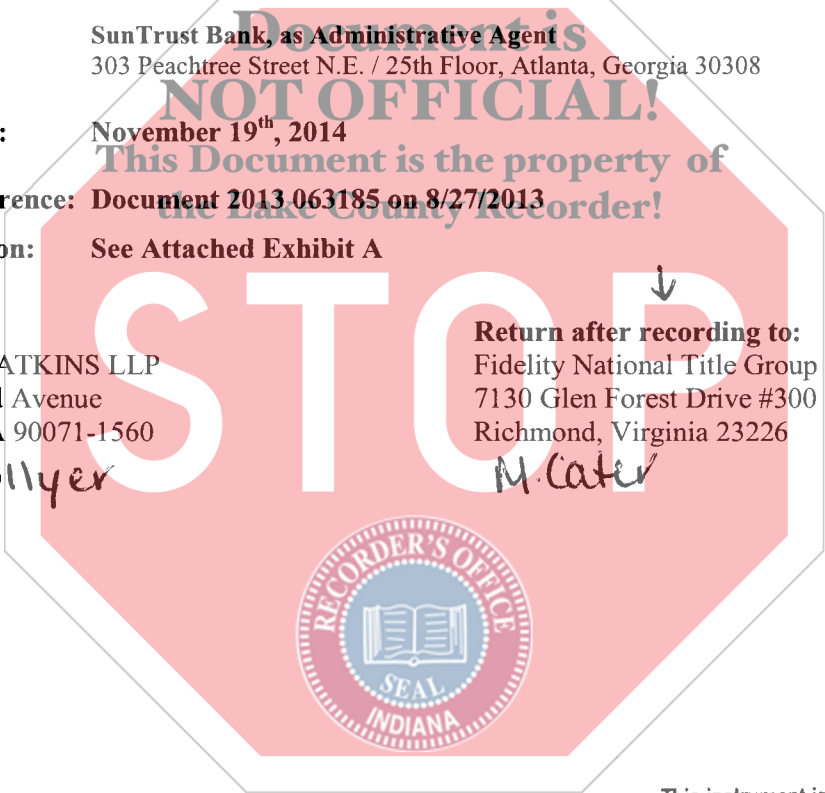 Document is
SunTrust Bank, as Administrative Agent
303 Peachtree Street N.E. / 25th Floor, Atlanta, Georgia 30308
NOT OFFICIAL!
: November 19th, 2014
This Document is the property of
rence: Document 2013 063185 on 8/27/2013
the Lake County Recorder!
on: See Attached Exhibit A
STOP
Return after recording to:
ATKINS LLP Fidelity National Title Group
Avenue 7130 Glen Forest Drive #300
90071-1560 Richmond, Virginia 23226
llyer M. Cater
RECORDER'S OFFICE
SEAL
INDIANA